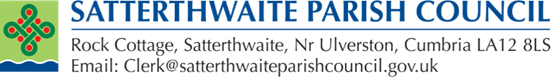 SATTERTHWAITE PARISH COUNCIL
Rock Cottage, Satterthwaite, Nr Ulverston, Cumbria LA12 8LS
Email: Clerk@satterthwaiteparishcouncil.gov.uk